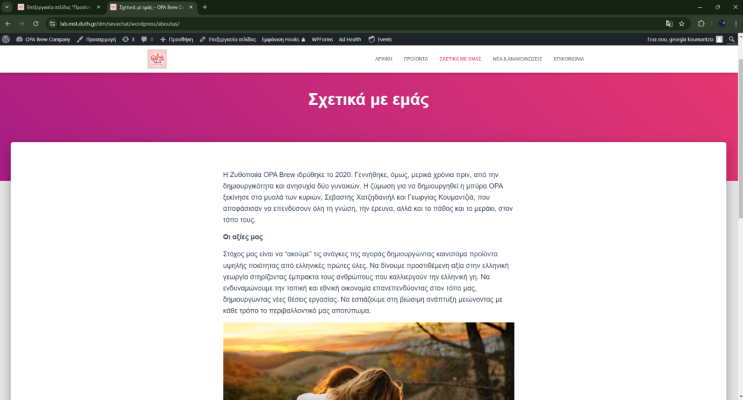 Επεξεργασία σελίδας "Προϊόν
Σχετικά με εμάς – OPA Brew Co
lab.mst.duth.gr/dm/sevachat/wordpress/aboutus/
OPA Brew Company Προσαρμογή 3 0 Προσθήκη Επεξεργασία σελίδας Εμφάνιση Hooks WPForms Ad Health Events Γεια σου, georgia koumantzia
OPA
ΑΡΧΙΚΗ ΠΡΟΪΟΝΤΑ ΣΧΕΤΙΚΑ ΜΕ ΕΜΑΣ ΝΕΑ & ΑΝΑΚΟΙΝΩΣΕΙΣ ΕΠΙΚΟΙΝΩΝΙΑ
Σχετικά με εμάς
Η Ζυθοποιία OPA Brew ιδρύθηκε το 2020. Γεννήθηκε, όμως, μερικά χρόνια πριν, από την
δημιουργικότητα και ανησυχία δύο γυναικών. Η ζύμωση για να δημιουργηθεί η μπύρα OPA
ξεκίνησε στα μυαλά των κυριών, Σεβαστής Χατζηδανιήλ και Γεωργίας Κουμαντζιά, που
αποφάσισαν να επενδύσουν όλη τη γνώση, την έρευνα, αλλά και το πάθος και το μεράκι, στον
τόπο τους.
Οι αξίες μας
Στόχος μας είναι να "ακούμε" τις ανάγκες της αγοράς δημιουργώντας καινοτόμα προϊόντα
υψηλής ποιότητας από ελληνικές πρώτες ύλες. Να δίνουμε προστιθέμενη αξία στην ελληνική
γεωργία στηρίζοντας έμπρακτα τους ανθρώπους που καλλιεργούν την ελληνική γη. Να
ενδυναμώνουμε την τοπική και εθνική οικονομία επανεπενδύοντας στον τόπο μας,
δημιουργώντας νέες θέσεις εργασίας. Να εστιάζουμε στη βιώσιμη ανάπτυξη μειώνοντας με
κάθε τρόπο το περιβαλλοντικό μας αποτύπωμα.